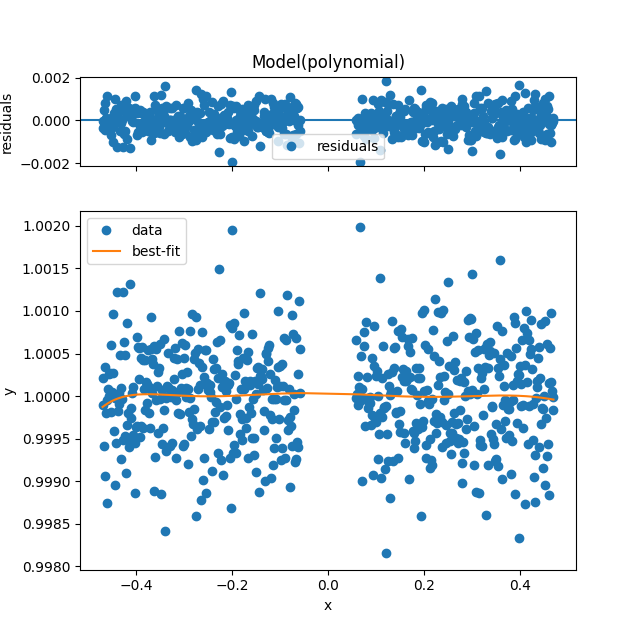 Model(polynomial)
0.002
0.000
−0.002
residuals
residuals
1.0020
1.0015
1.0010
1.0005
1.0000
0.9995
0.9990
0.9985
0.9980
y
data
best-fit
−0.4 −0.2 0.0 0.2 0.4
x